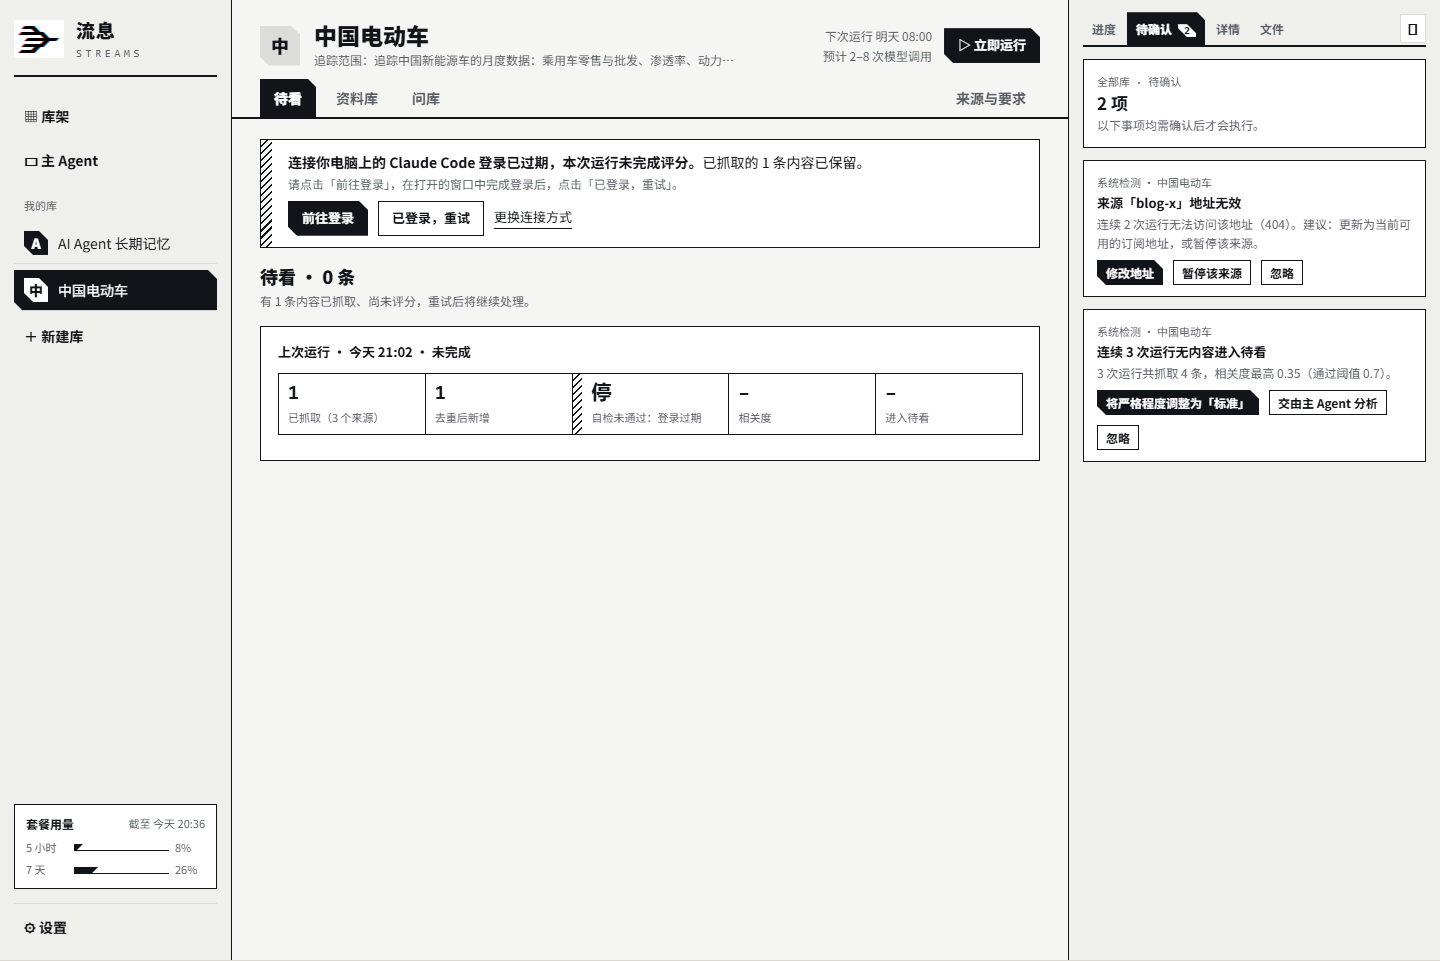 流息
STREAMS
库架
主 Agent
我的库
A AI Agent 长期记忆
中 中国电动车
＋ 新建库
套餐用量 截至 今天 20:36
5 小时 8%
7 天 26%
设置
中
中国电动车
追踪范围：追踪中国新能源车的月度数据：乘用车零售与批发、渗透率、动力…
下次运行 明天 08:00
预计 2–8 次模型调用
▷ 立即运行
待看 资料库 问库 来源与要求
连接你电脑上的 Claude Code 登录已过期，本次运行未完成评分。已抓取的 1 条内容已保留。
请点击「前往登录」，在打开的窗口中完成登录后，点击「已登录，重试」。
前往登录 已登录，重试 更换连接方式
待看 · 0 条
有 1 条内容已抓取、尚未评分，重试后将继续处理。
上次运行 · 今天 21:02 · 未完成
1 1 停 – –
已抓取（3 个来源） 去重后新增 自检未通过：登录过期 相关度 进入待看
进度 待确认 2 详情 文件
全部库 · 待确认
2 项
以下事项均需确认后才会执行。
系统检测 · 中国电动车
来源「blog-x」地址无效
连续 2 次运行无法访问该地址（404）。建议：更新为当前可
用的订阅地址，或暂停该来源。
修改地址 暂停该来源 忽略
系统检测 · 中国电动车
连续 3 次运行无内容进入待看
3 次运行共抓取 4 条，相关度最高 0.35（通过阈值 0.7）。
将严格程度调整为「标准」 交由主 Agent 分析
忽略